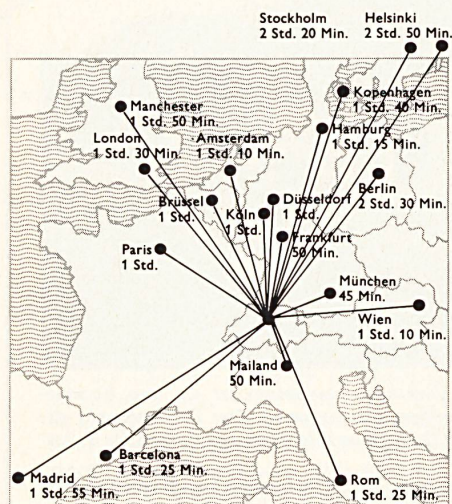 Stockholm
2 Std. 20 Min.
Helsinki
2 Std. 50 Min.
Kopenhagen
1 Std. 40 Min.
Manchester
1 Std. 50 Min.
Hamburg
1 Std. 15 Min.
London
1 Std. 30 Min.
Amsterdam
1 Std. 10 Min.
Berlin
2 Std. 30 Min.
Brüssel
1 Std.
Köln
1 Std.
Düsseldorf
1 Std.
Frankfurt
50 Min.
Paris
1 Std.
München
45 Min.
Wien
1 Std. 10 Min.
Mailand
50 Min.
Barcelona
1 Std. 25 Min.
Madrid
1 Std. 55 Min.
Rom
1 Std. 25 Min.